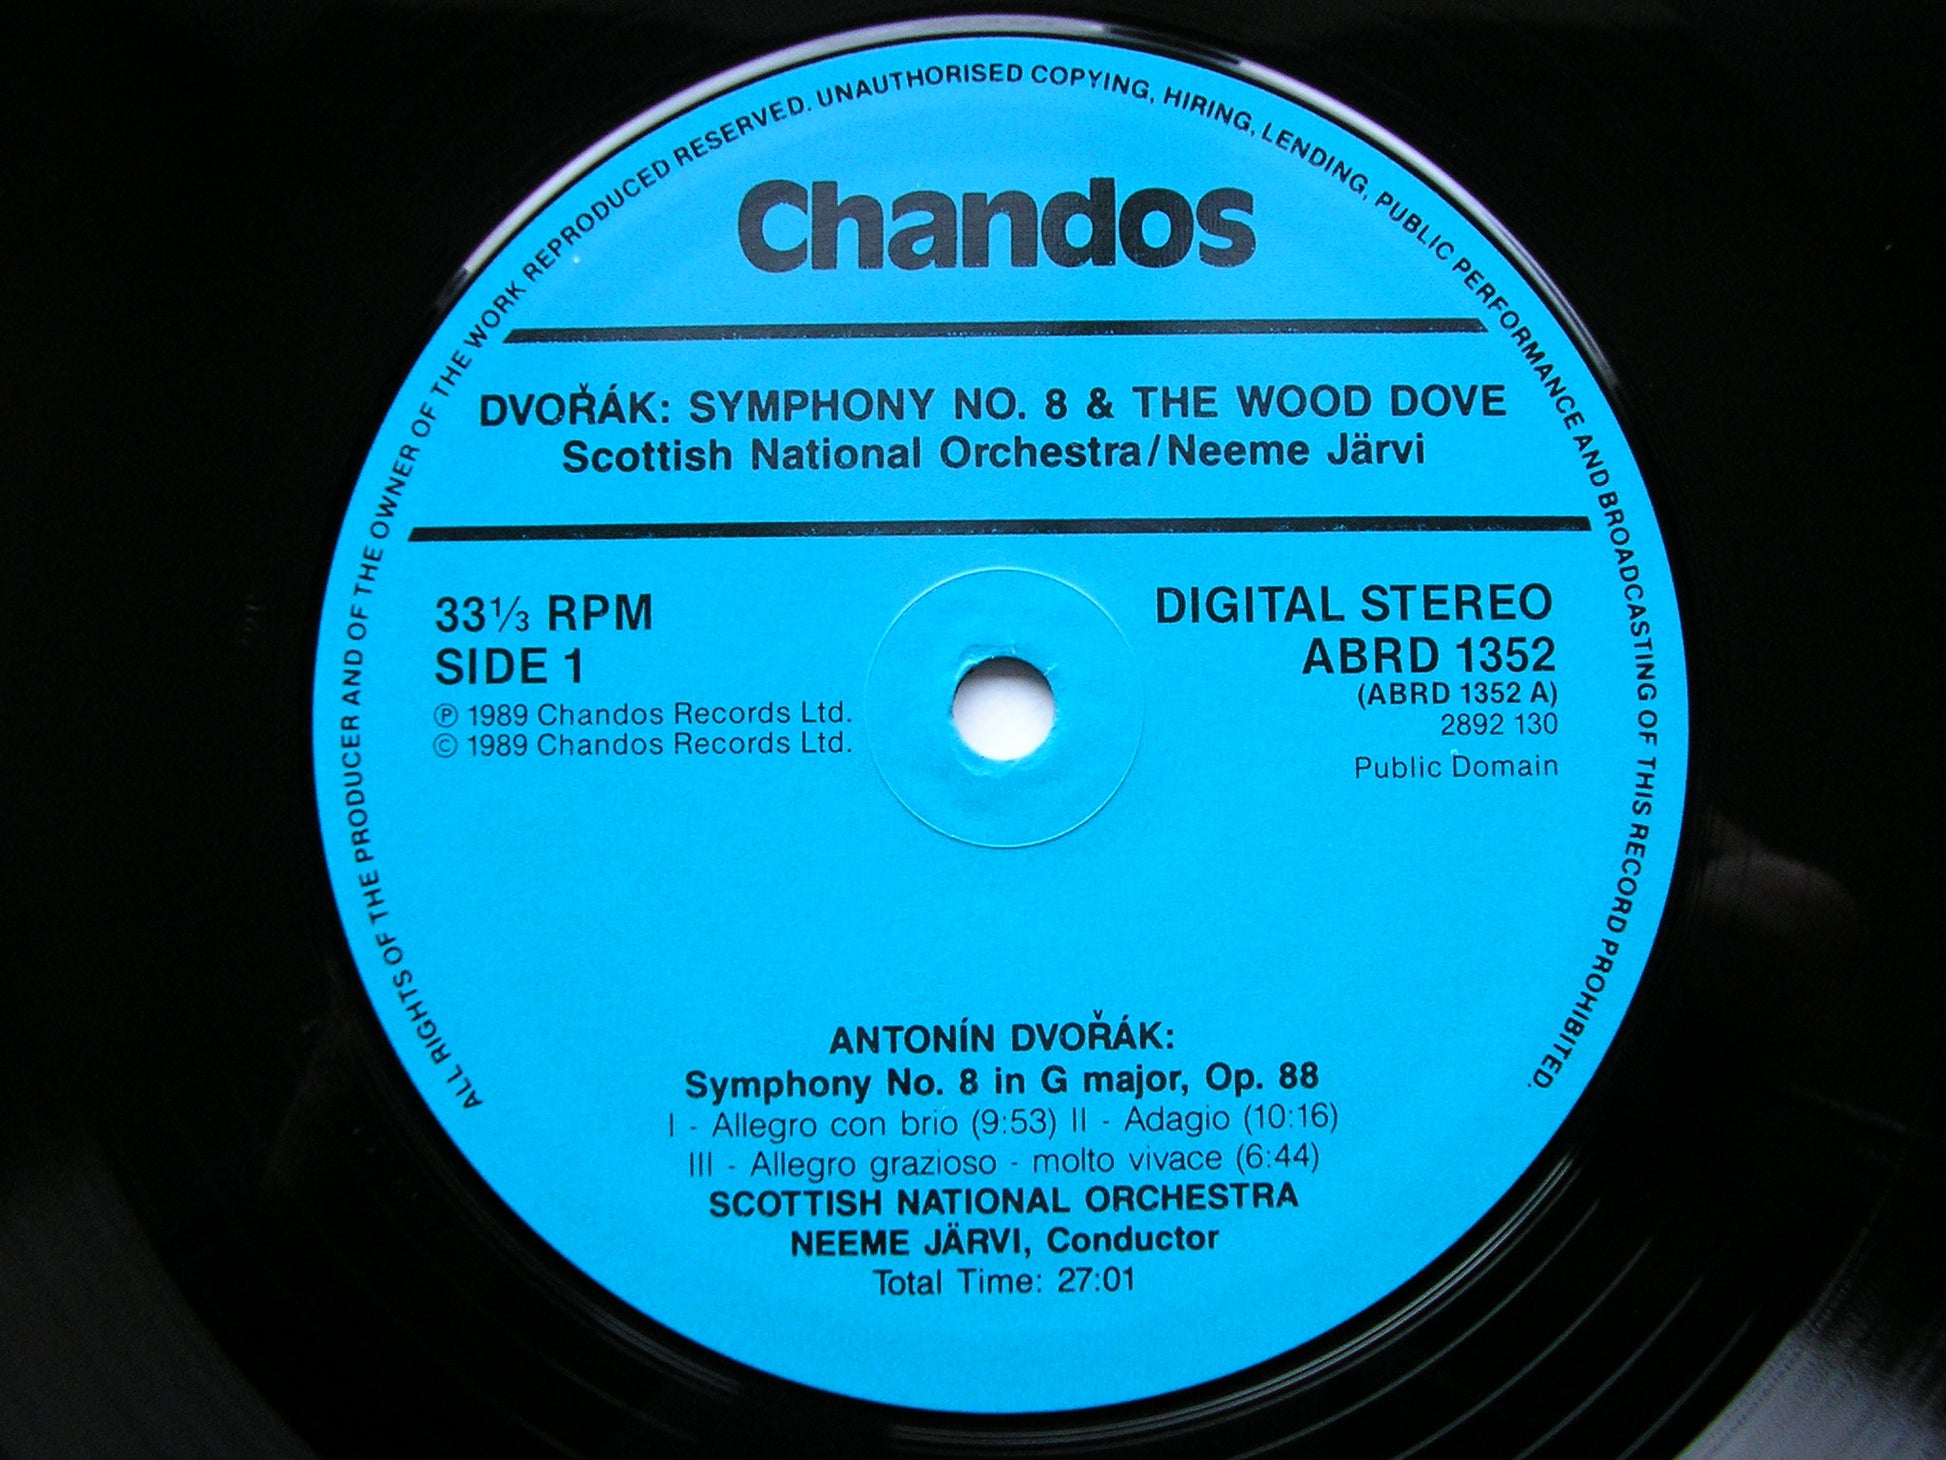 ALL RIGHTS OF THE PRODUCER AND OF THE OWNER OF THE WORK REPRODUCED RESERVED. UNAUTHORISED COPYING, HIRING, LENDING, PUBLIC PERFORMANCE AND BROADCASTING OF THIS RECORD PROHIBITED.
Chandos
DVOŘÁK: SYMPHONY NO. 8 & THE WOOD DOVE
Scottish National Orchestra/Neeme Järvi
33⅓ RPM
SIDE 1
℗ 1989 Chandos Records Ltd.
© 1989 Chandos Records Ltd.
DIGITAL STEREO
ABRD 1352
(ABRD 1352 A)
2892 130
Public Domain
ANTONÍN DVOŘÁK:
Symphony No. 8 in G major, Op. 88
I - Allegro con brio (9:53) II - Adagio (10:16)
III - Allegro grazioso - molto vivace (6:44)
SCOTTISH NATIONAL ORCHESTRA
NEEME JÄRVI, Conductor
Total Time: 27:01